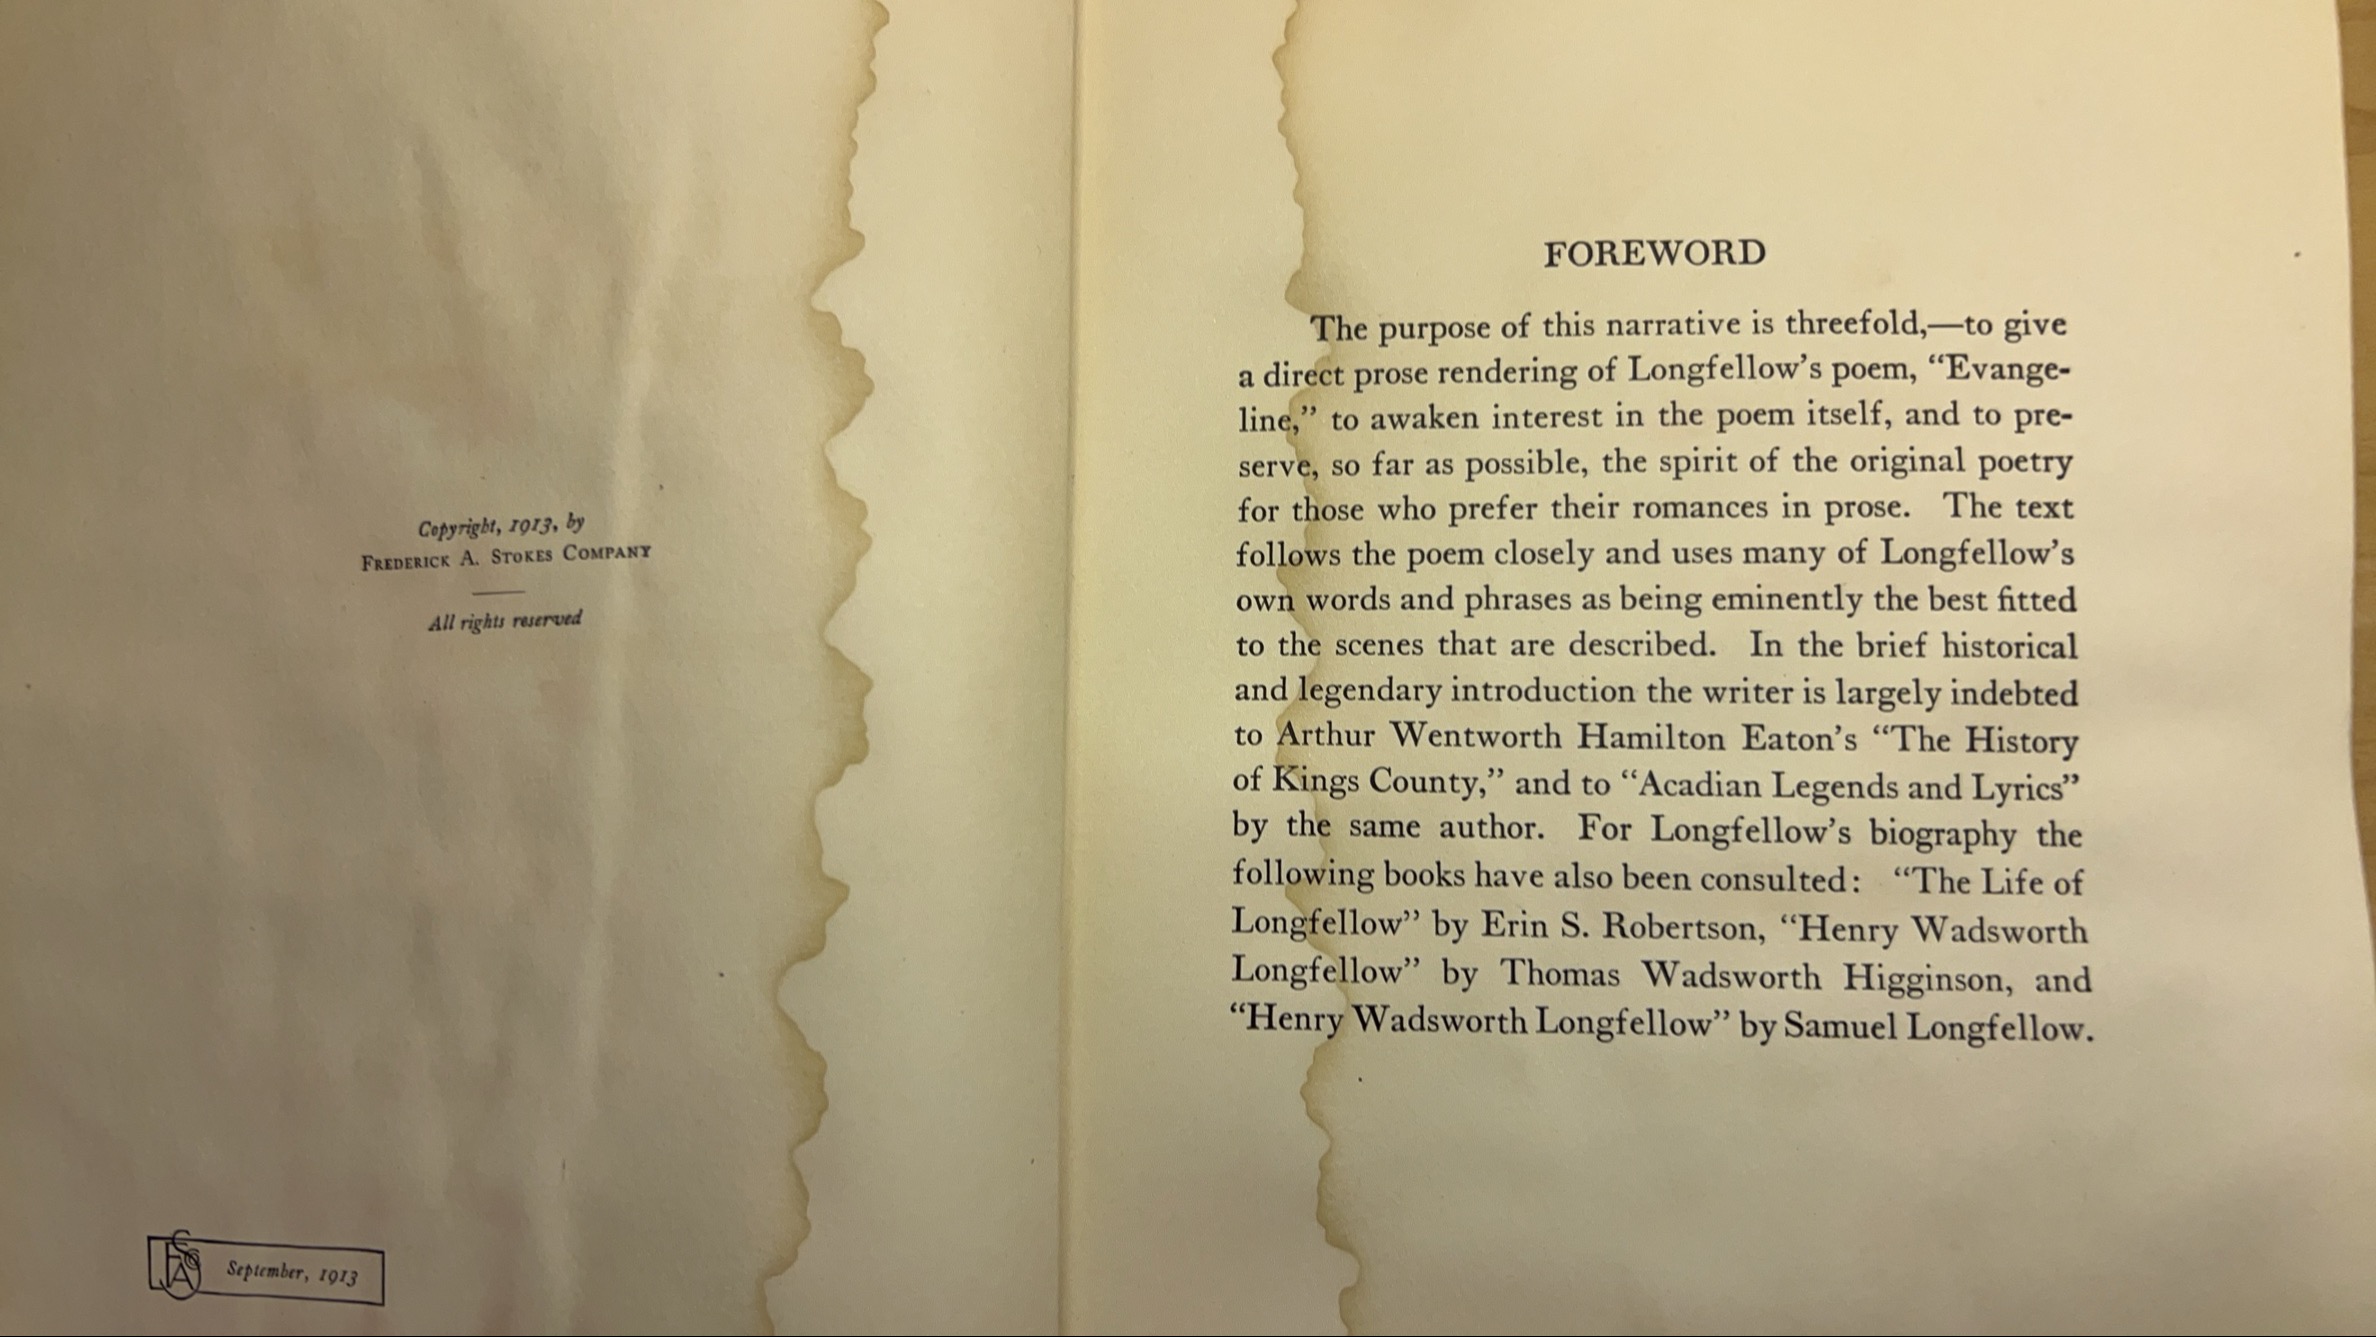 Copyright, 1913, by
FREDERICK A. STOKES COMPANY
All rights reserved
September, 1913
FOREWORD
The purpose of this narrative is threefold,—to give
a direct prose rendering of Longfellow's poem, “Evange-
line,” to awaken interest in the poem itself, and to pre-
serve, so far as possible, the spirit of the original poetry
for those who prefer their romances in prose. The text
follows the poem closely and uses many of Longfellow's
own words and phrases as being eminently the best fitted
to the scenes that are described. In the brief historical
and legendary introduction the writer is largely indebted
to Arthur Wentworth Hamilton Eaton's “The History
of Kings County,” and to “Acadian Legends and Lyrics”
by the same author. For Longfellow's biography the
following books have also been consulted: “The Life of
Longfellow” by Erin S. Robertson, “Henry Wadsworth
Longfellow” by Thomas Wadsworth Higginson, and
“Henry Wadsworth Longfellow” by Samuel Longfellow.